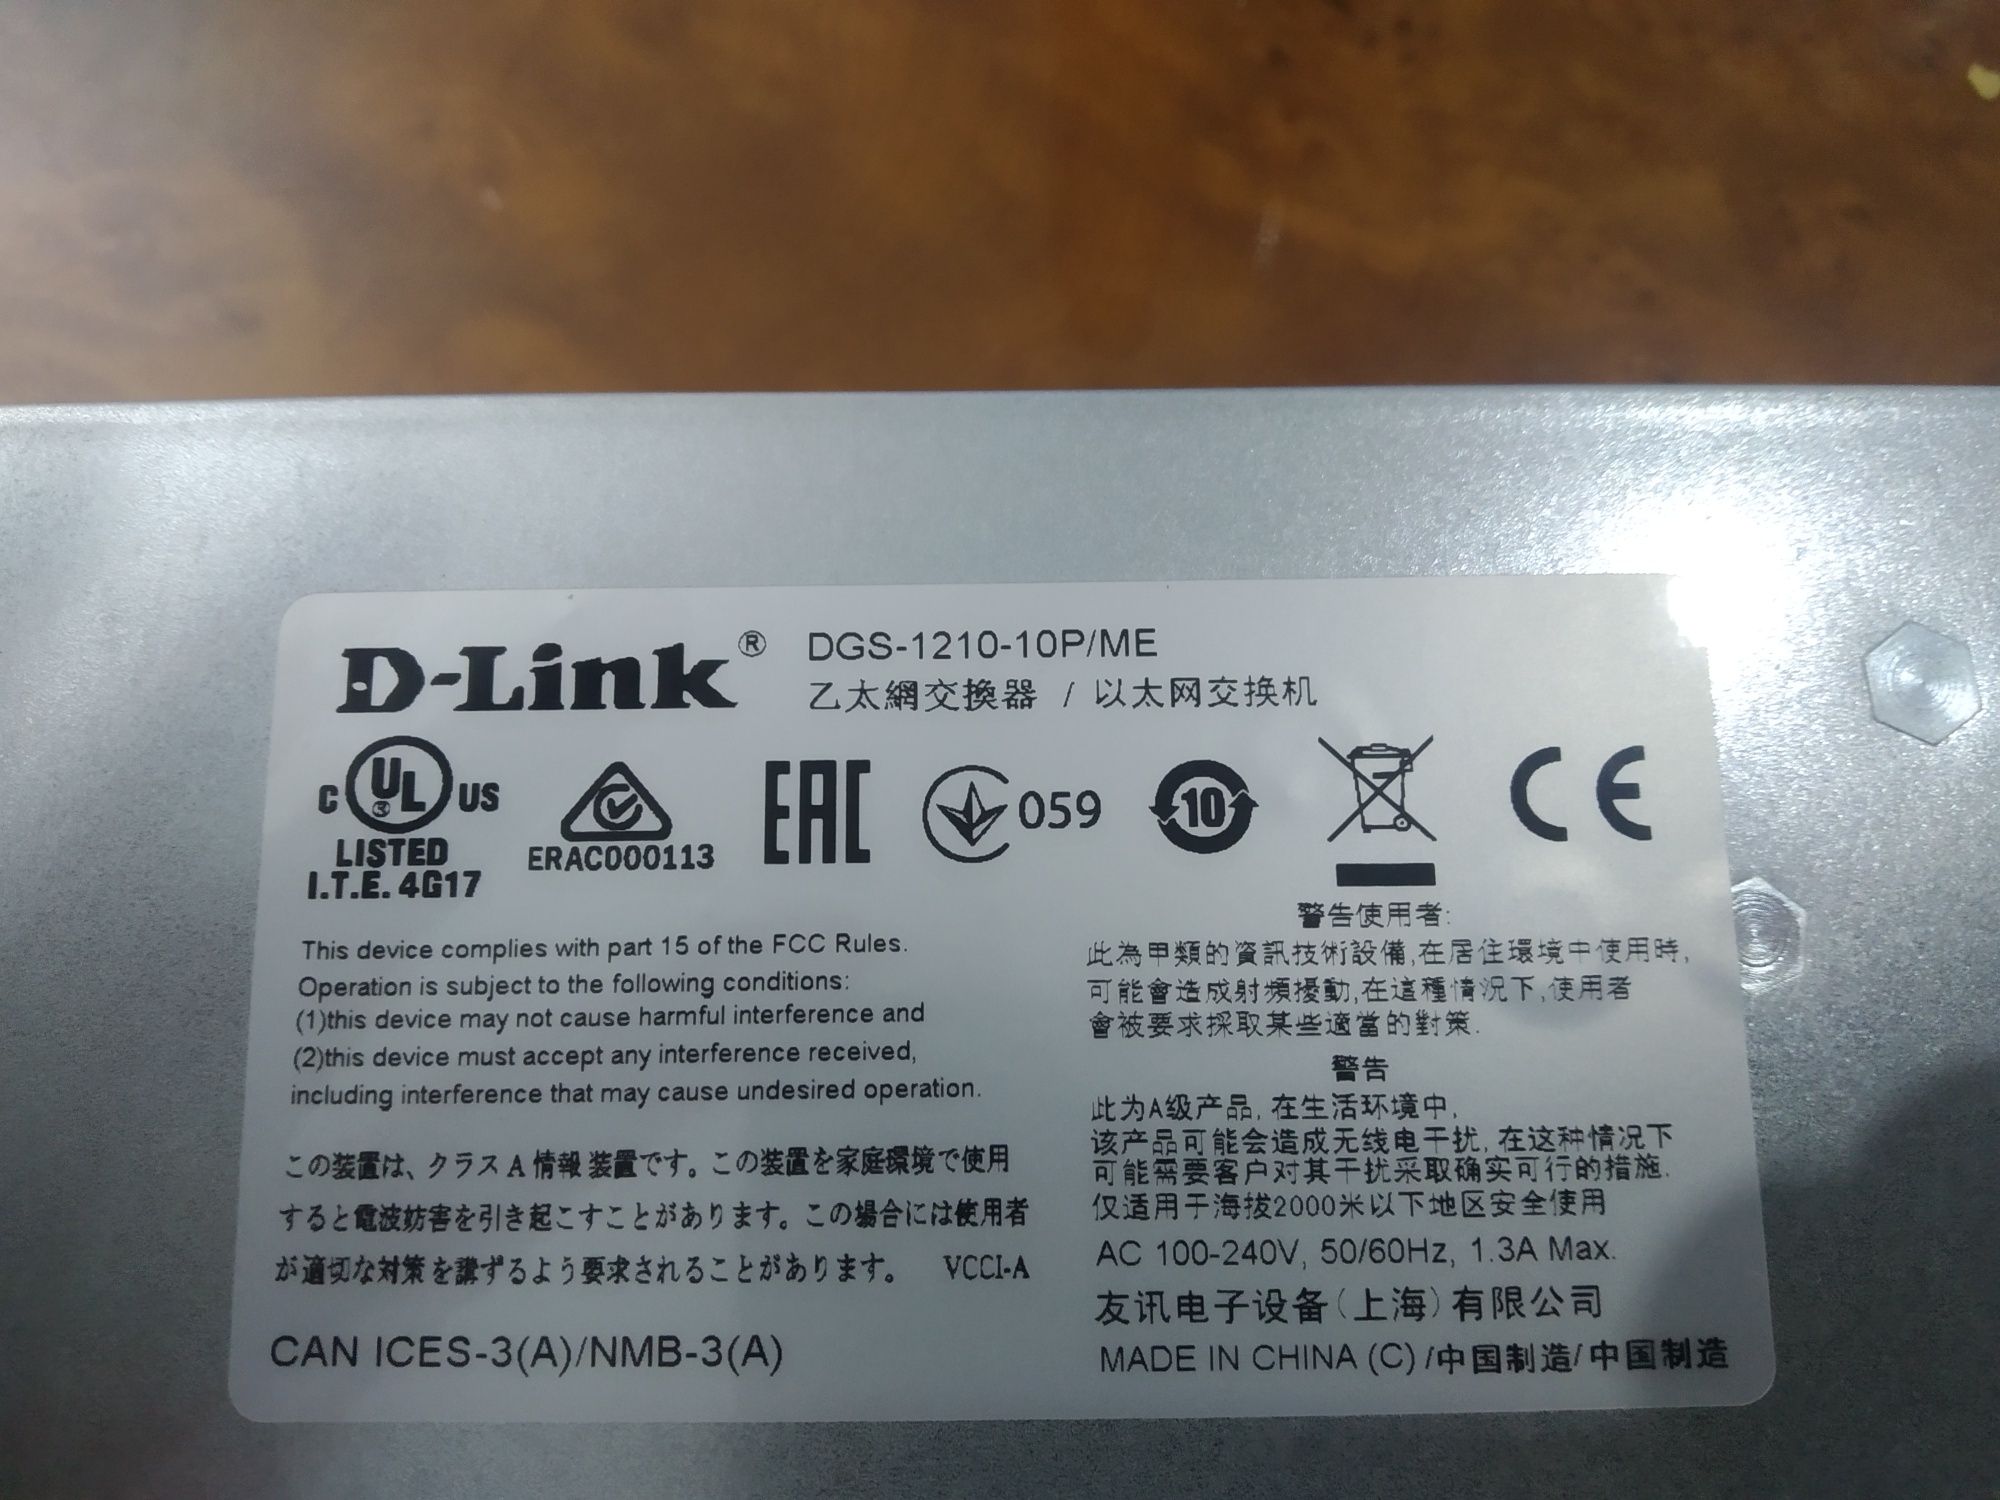 D-Link®
DGS-1210-10P/ME
乙太網交換器 / 以太网交换机
C UL US
LISTED
I.T.E. 4G17
ERAC000113
EAC
059
10
CE
This device complies with part 15 of the FCC Rules.
Operation is subject to the following conditions:
(1)this device may not cause harmful interference and
(2)this device must accept any interference received,
including interference that may cause undesired operation.
この装置は、クラスA情報装置です。この装置を家庭環境で使用
すると電波妨害を引き起こすことがあります。この場合には使用者
が適切な対策を講ずるよう要求されることがあります。 VCCI-A
CAN ICES-3(A)/NMB-3(A)
警告使用者:
此為甲類的資訊技術設備,在居住環境中使用時,
可能會造成射頻擾動,在這種情況下,使用者
會被要求採取某些適當的對策.
警告
此为A级产品, 在生活环境中,
该产品可能会造成无线电干扰, 在这种情况下
可能需要客户对其干扰采取确实可行的措施.
仅适用于海拔2000米以下地区安全使用
AC 100-240V, 50/60Hz, 1.3A Max.
友讯电子设备(上海)有限公司
MADE IN CHINA (C) /中国制造/ 中国制造